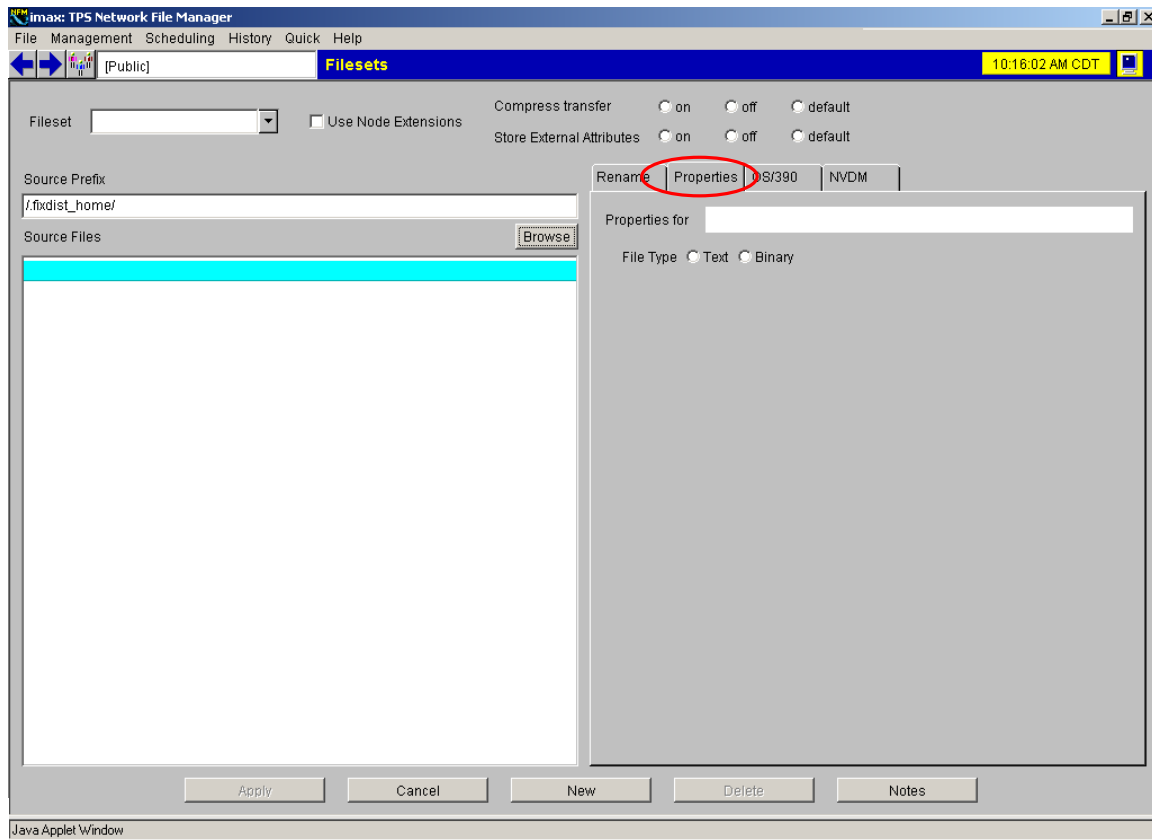 NFM imax: TPS Network File Manager
File Management Scheduling History Quick Help
[Public] Filesets 10:16:02 AM CDT
Compress transfer on off default
Fileset Use Node Extensions
Store External Attributes on off default
Source Prefix
Rename Properties OS/390 NVDM
/.fixdist_home/
Properties for
Source Files Browse
File Type Text Binary
Apply Cancel New Delete Notes
Java Applet Window